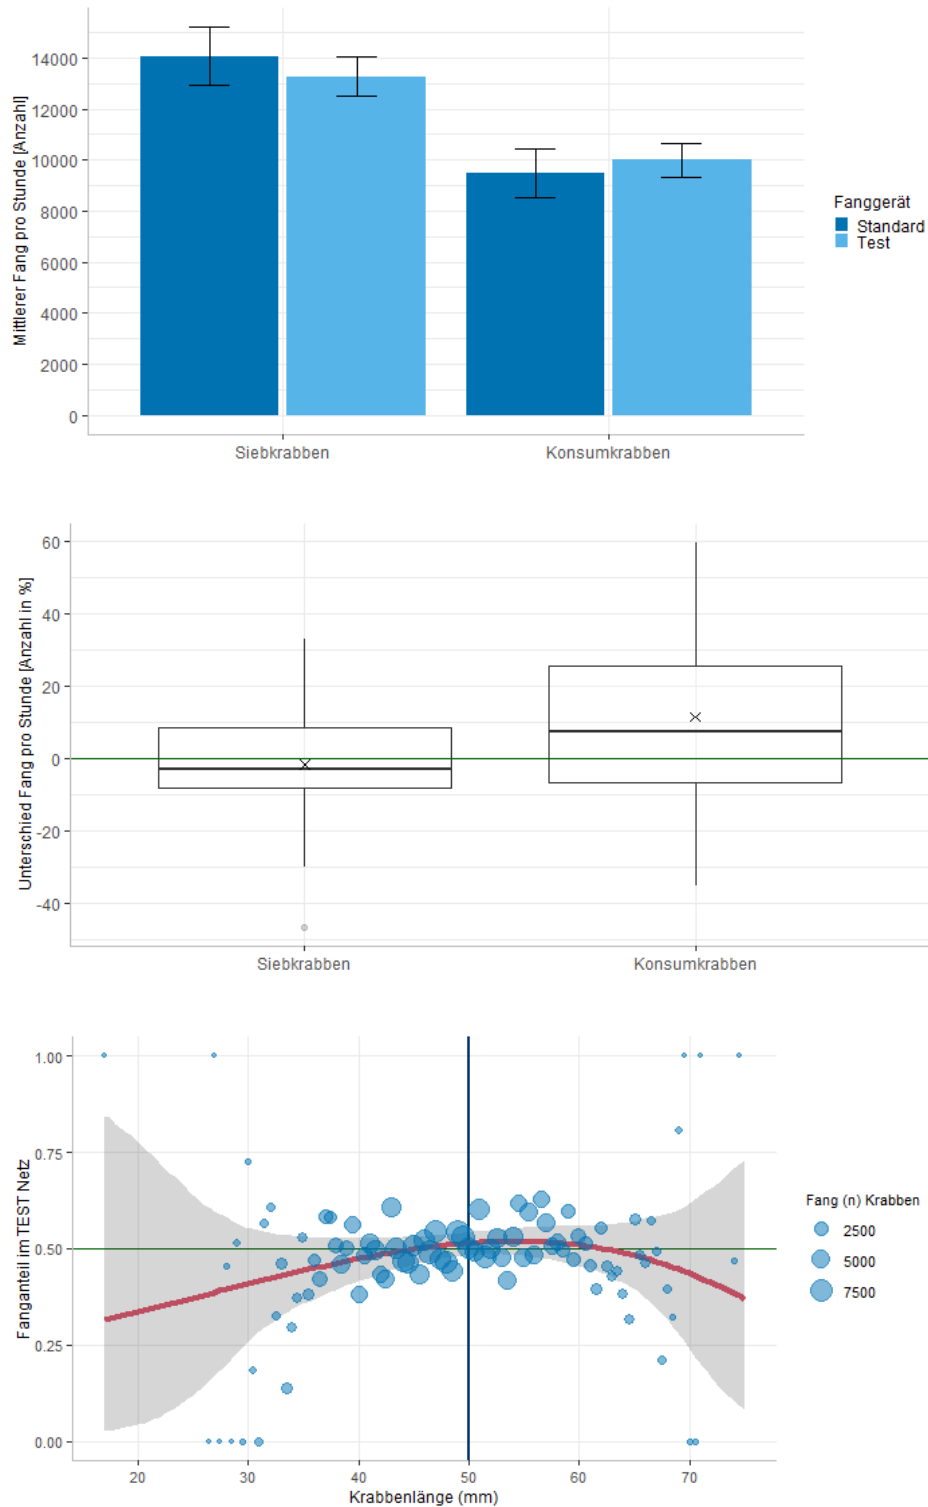 Mittlerer Fang pro Stunde [Anzahl]
14000
12000
10000
8000
6000
4000
2000
0
Siebkrabben
Konsumkrabben
Fanggerät
Standard
Test
Unterschied Fang pro Stunde [Anzahl in %]
60
40
20
0
-20
-40
Siebkrabben
Konsumkrabben
Fanganteil im TEST Netz
1.00
0.75
0.50
0.25
0.00
20
30
40
50
60
70
Krabbenlänge (mm)
Fang (n) Krabben
2500
5000
7500